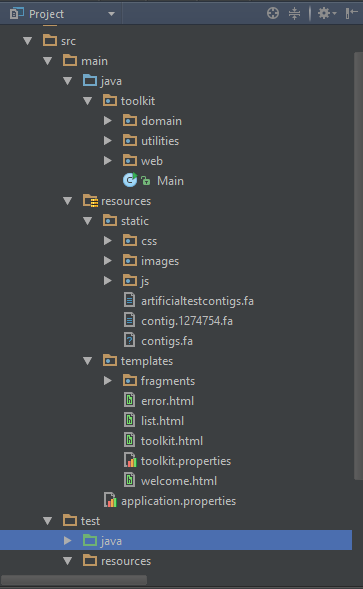 Project
src
main
java
toolkit
domain
utilities
web
Main
resources
static
css
images
js
artificialtestcontigs.fa
contig.1274754.fa
contigs.fa
templates
fragments
error.html
list.html
toolkit.html
toolkit.properties
welcome.html
application.properties
test
java
resources